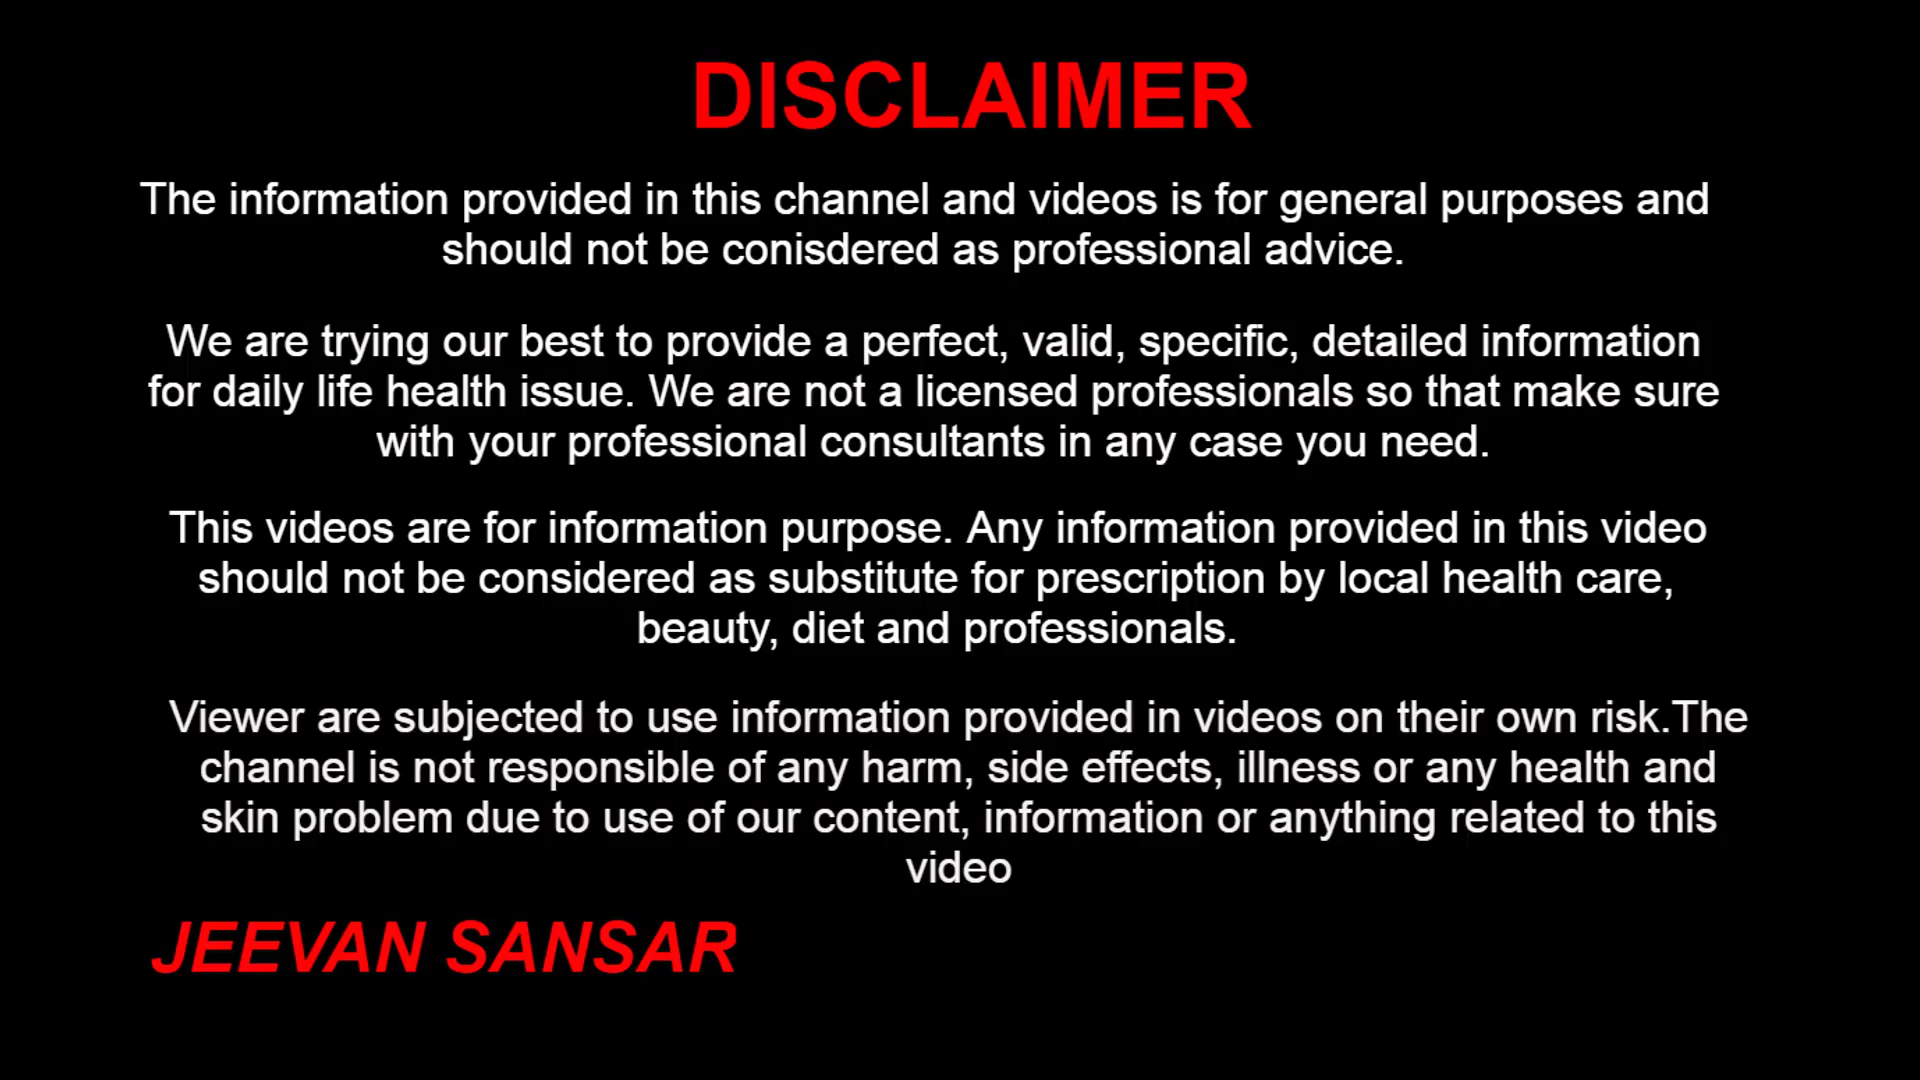 DISCLAIMER
The information provided in this channel and videos is for general purposes and
should not be conisdered as professional advice.
We are trying our best to provide a perfect, valid, specific, detailed information
for daily life health issue. We are not a licensed professionals so that make sure
with your professional consultants in any case you need.
This videos are for information purpose. Any information provided in this video
should not be considered as substitute for prescription by local health care,
beauty, diet and professionals.
Viewer are subjected to use information provided in videos on their own risk.The
channel is not responsible of any harm, side effects, illness or any health and
skin problem due to use of our content, information or anything related to this
video
JEEVAN SANSAR